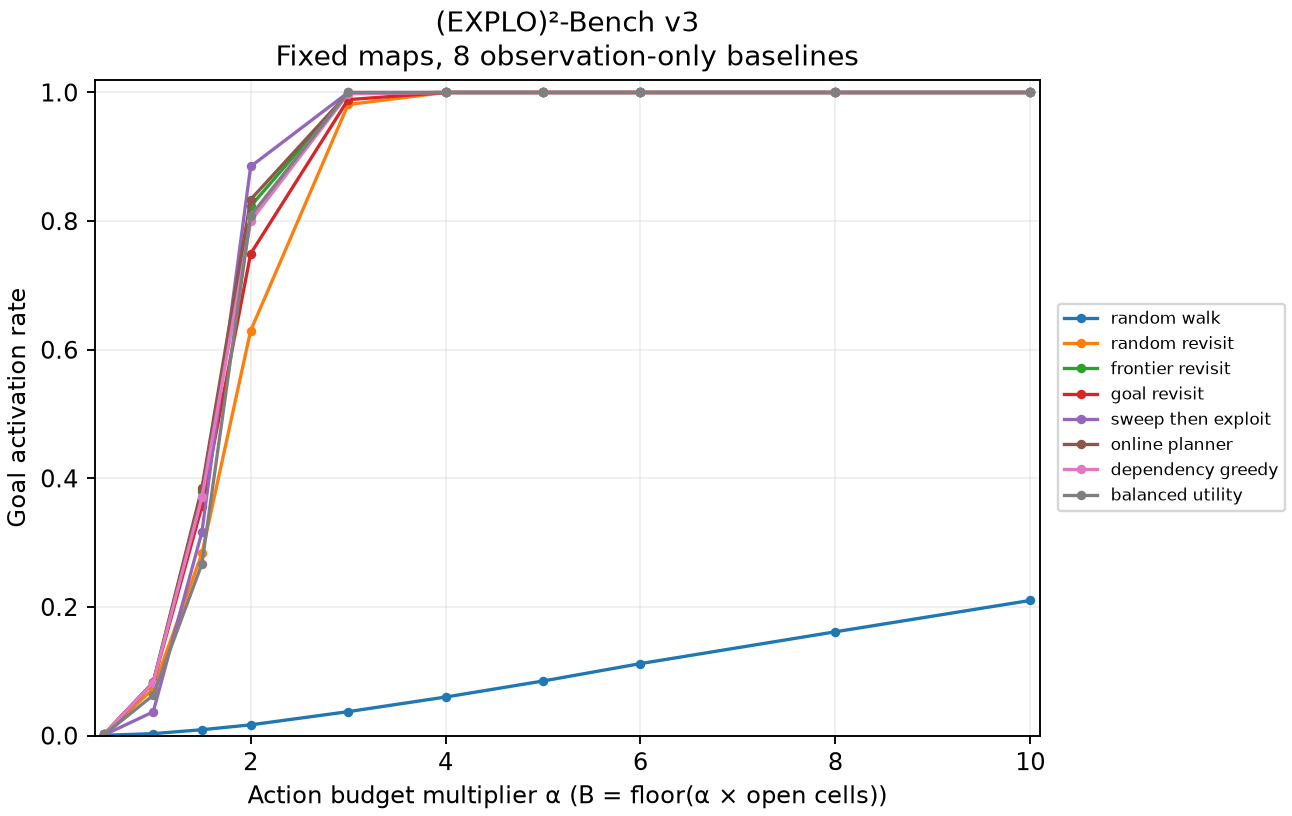 (EXPLO)²-Bench v3
Fixed maps, 8 observation-only baselines
Goal activation rate
1.0
0.8
0.6
0.4
0.2
0.0
2
4
6
8
10
Action budget multiplier α (B = floor(α × open cells))
random walk
random revisit
frontier revisit
goal revisit
sweep then exploit
online planner
dependency greedy
balanced utility